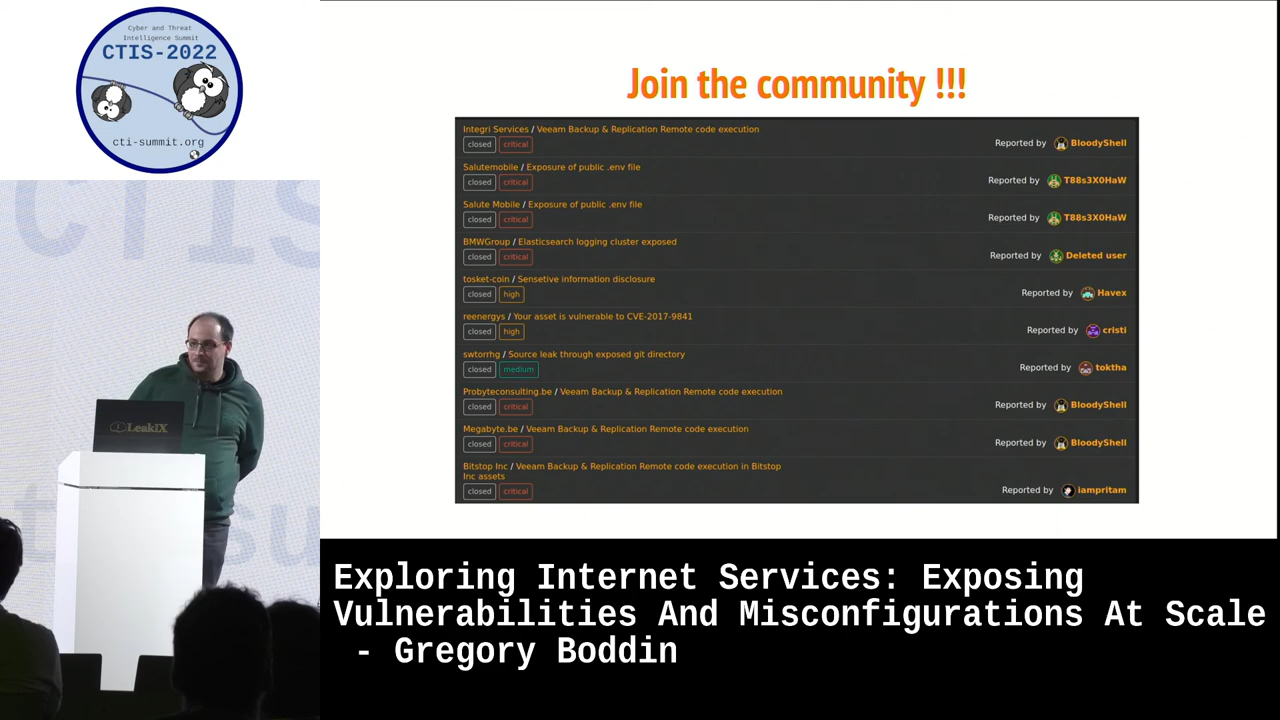 Cyber and Threat
Intelligence Summit
CTIS-2022
cti-summit.org
LeakIX
Join the community !!!
Integri Services / Veeam Backup & Replication Remote code execution
closed critical
Reported by BloodyShell
Salutemobile / Exposure of public .env file
closed critical
Reported by T88s3X0HaW
Salute Mobile / Exposure of public .env file
closed critical
Reported by T88s3X0HaW
BMWGroup / Elasticsearch logging cluster exposed
closed critical
Reported by Deleted user
tosket-coin / Sensetive information disclosure
closed high
Reported by Havex
reenergys / Your asset is vulnerable to CVE-2017-9841
closed high
Reported by cristi
swtorrhg / Source leak through exposed git directory
closed medium
Reported by toktha
Probyteconsulting.be / Veeam Backup & Replication Remote code execution
closed critical
Reported by BloodyShell
Megabyte.be / Veeam Backup & Replication Remote code execution
closed critical
Reported by BloodyShell
Bitstop Inc / Veeam Backup & Replication Remote code execution in Bitstop
Inc assets
closed critical
Reported by iampritam
Exploring Internet Services: Exposing
Vulnerabilities And Misconfigurations At Scale
- Gregory Boddin